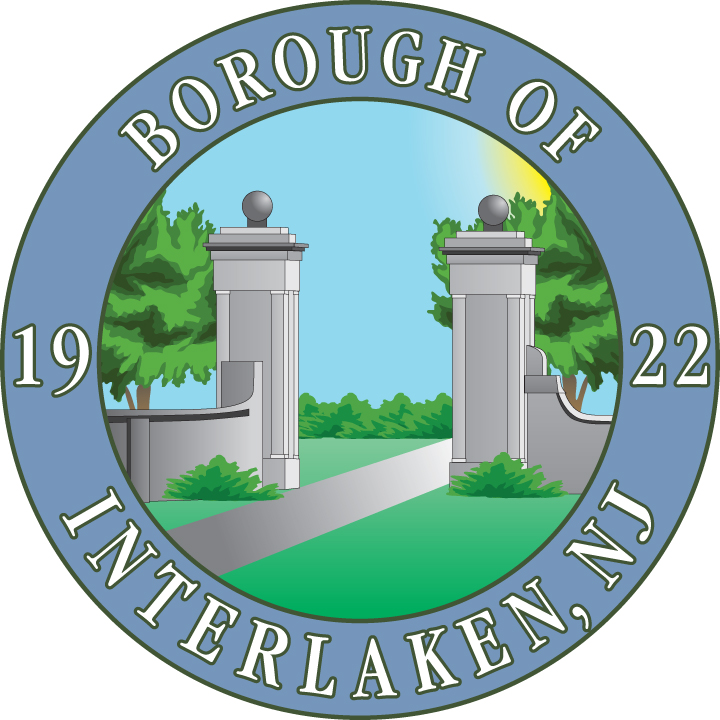 BOROUGH OF
19 22
INTERLAKEN, NJ